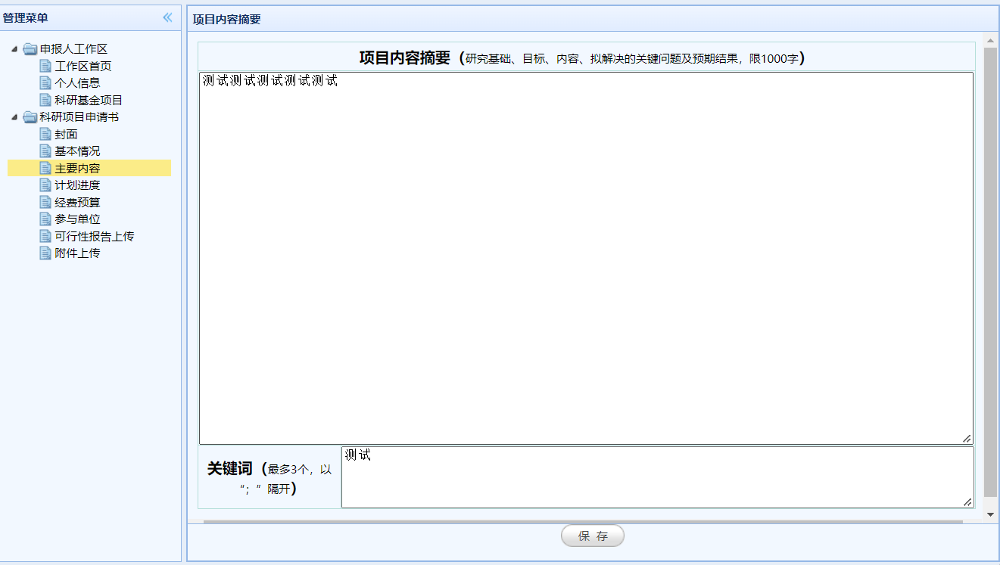 管理菜单
申报人工作区
工作区首页
个人信息
科研基金项目
科研项目申请书
封面
基本情况
主要内容
计划进度
经费预算
参与单位
可行性报告上传
附件上传
项目内容摘要
项目内容摘要（研究基础、目标、内容、拟解决的关键问题及预期结果，限1000字）
测试测试测试测试测试
关键词（最多3个，以
“；”隔开）
测试
保 存